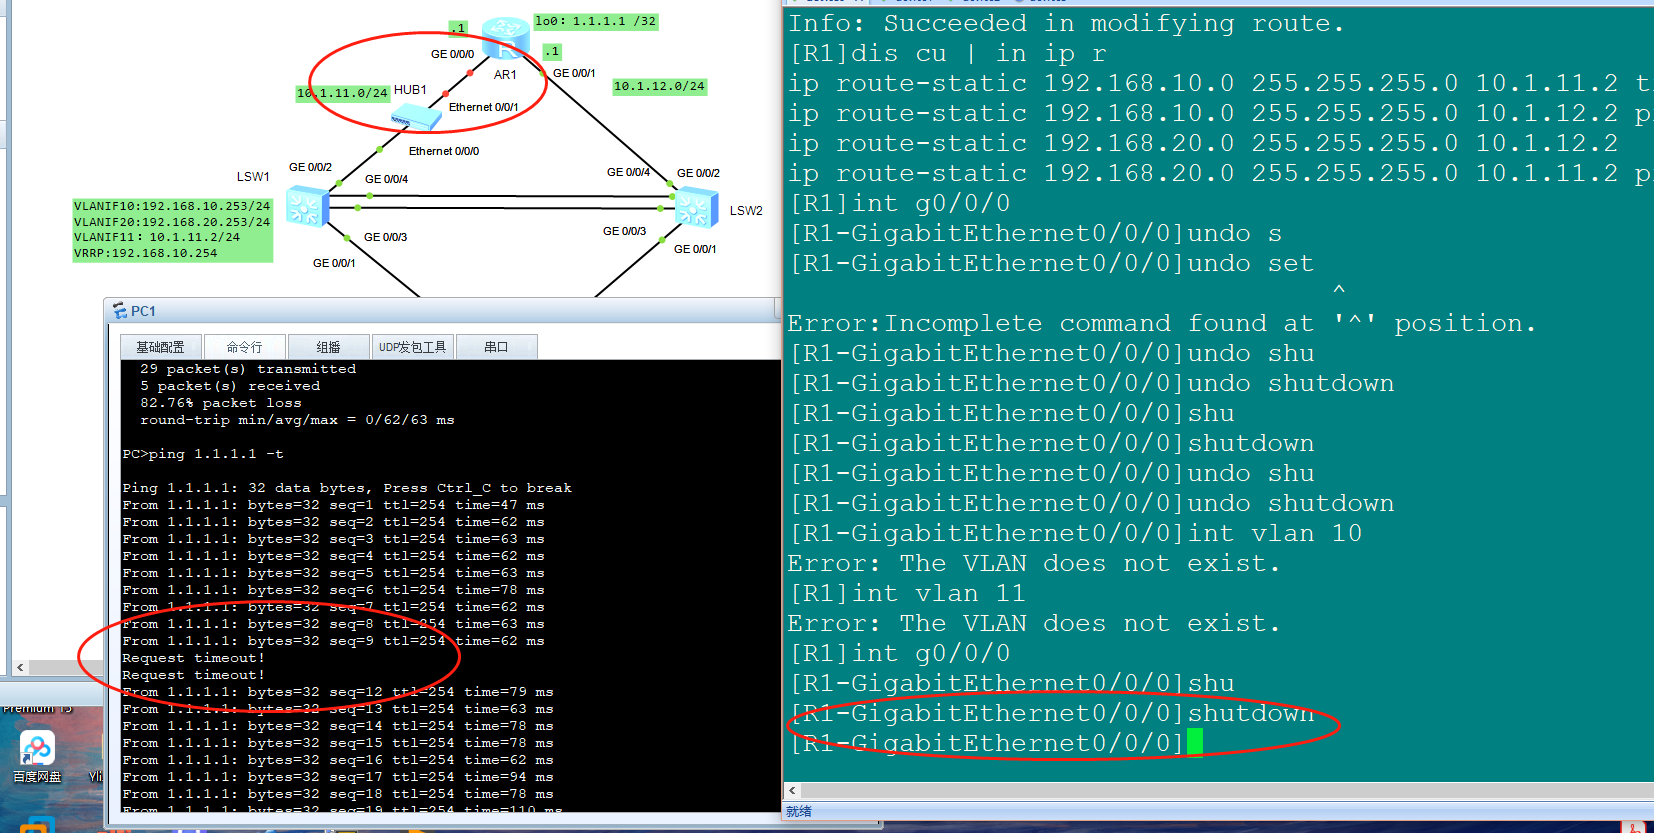 lo0: 1.1.1.1 /32
.1
GE 0/0/0
.1
AR1
GE 0/0/1
10.1.11.0/24
HUB1
10.1.12.0/24
Ethernet 0/0/1
Ethernet 0/0/0
GE 0/0/2
LSW1
GE 0/0/4
GE 0/0/4
GE 0/0/2
VLANIF10:192.168.10.253/24
VLANIF20:192.168.20.253/24
VLANIF11: 10.1.11.2/24
VRRP:192.168.10.254
LSW2
GE 0/0/3
GE 0/0/3
GE 0/0/1
GE 0/0/1
PC1
基础配置
命令行
组播
UDP发包工具
串口
29 packet(s) transmitted
5 packet(s) received
82.76% packet loss
round-trip min/avg/max = 0/62/63 ms
PC>ping 1.1.1.1 -t
Ping 1.1.1.1: 32 data bytes, Press Ctrl_C to break
From 1.1.1.1: bytes=32 seq=1 ttl=254 time=47 ms
From 1.1.1.1: bytes=32 seq=2 ttl=254 time=62 ms
From 1.1.1.1: bytes=32 seq=3 ttl=254 time=63 ms
From 1.1.1.1: bytes=32 seq=4 ttl=254 time=62 ms
From 1.1.1.1: bytes=32 seq=5 ttl=254 time=63 ms
From 1.1.1.1: bytes=32 seq=6 ttl=254 time=78 ms
From 1.1.1.1: bytes=32 seq=7 ttl=254 time=62 ms
From 1.1.1.1: bytes=32 seq=8 ttl=254 time=63 ms
From 1.1.1.1: bytes=32 seq=9 ttl=254 time=62 ms
Request timeout!
Request timeout!
From 1.1.1.1: bytes=32 seq=12 ttl=254 time=79 ms
From 1.1.1.1: bytes=32 seq=13 ttl=254 time=63 ms
From 1.1.1.1: bytes=32 seq=14 ttl=254 time=78 ms
From 1.1.1.1: bytes=32 seq=15 ttl=254 time=78 ms
From 1.1.1.1: bytes=32 seq=16 ttl=254 time=62 ms
From 1.1.1.1: bytes=32 seq=17 ttl=254 time=94 ms
From 1.1.1.1: bytes=32 seq=18 ttl=254 time=78 ms
From 1.1.1.1: bytes=32 seq=19 ttl=254 time=110 ms
百度网盘
Info: Succeeded in modifying route.
[R1]dis cu | in ip r
ip route-static 192.168.10.0 255.255.255.0 10.1.11.2 t
ip route-static 192.168.10.0 255.255.255.0 10.1.12.2 p
ip route-static 192.168.20.0 255.255.255.0 10.1.12.2
ip route-static 192.168.20.0 255.255.255.0 10.1.11.2 p
[R1]int g0/0/0
[R1-GigabitEthernet0/0/0]undo s
[R1-GigabitEthernet0/0/0]undo set
^
Error:Incomplete command found at '^' position.
[R1-GigabitEthernet0/0/0]undo shu
[R1-GigabitEthernet0/0/0]undo shutdown
[R1-GigabitEthernet0/0/0]shu
[R1-GigabitEthernet0/0/0]shutdown
[R1-GigabitEthernet0/0/0]undo shu
[R1-GigabitEthernet0/0/0]undo shutdown
[R1-GigabitEthernet0/0/0]int vlan 10
Error: The VLAN does not exist.
[R1]int vlan 11
Error: The VLAN does not exist.
[R1]int g0/0/0
[R1-GigabitEthernet0/0/0]shu
[R1-GigabitEthernet0/0/0]shutdown
[R1-GigabitEthernet0/0/0]
就绪